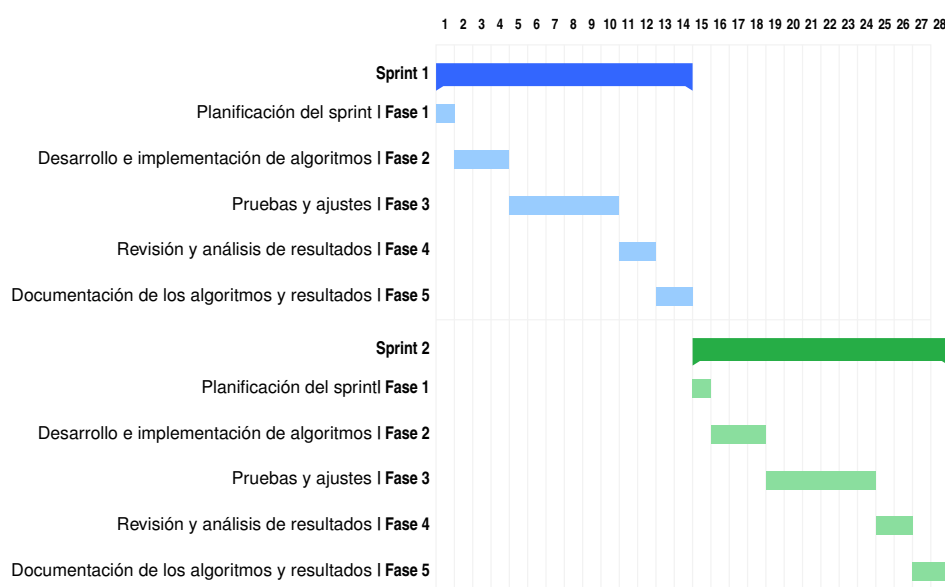 1 2 3 4 5 6 7 8 9 10 11 12 13 14 15 16 17 18 19 20 21 22 23 24 25 26 27 28
Sprint 1
Planificación del sprint | Fase 1
Desarrollo e implementación de algoritmos | Fase 2
Pruebas y ajustes | Fase 3
Revisión y análisis de resultados | Fase 4
Documentación de los algoritmos y resultados | Fase 5
Sprint 2
Planificación del sprint| Fase 1
Desarrollo e implementación de algoritmos | Fase 2
Pruebas y ajustes | Fase 3
Revisión y análisis de resultados | Fase 4
Documentación de los algoritmos y resultados | Fase 5